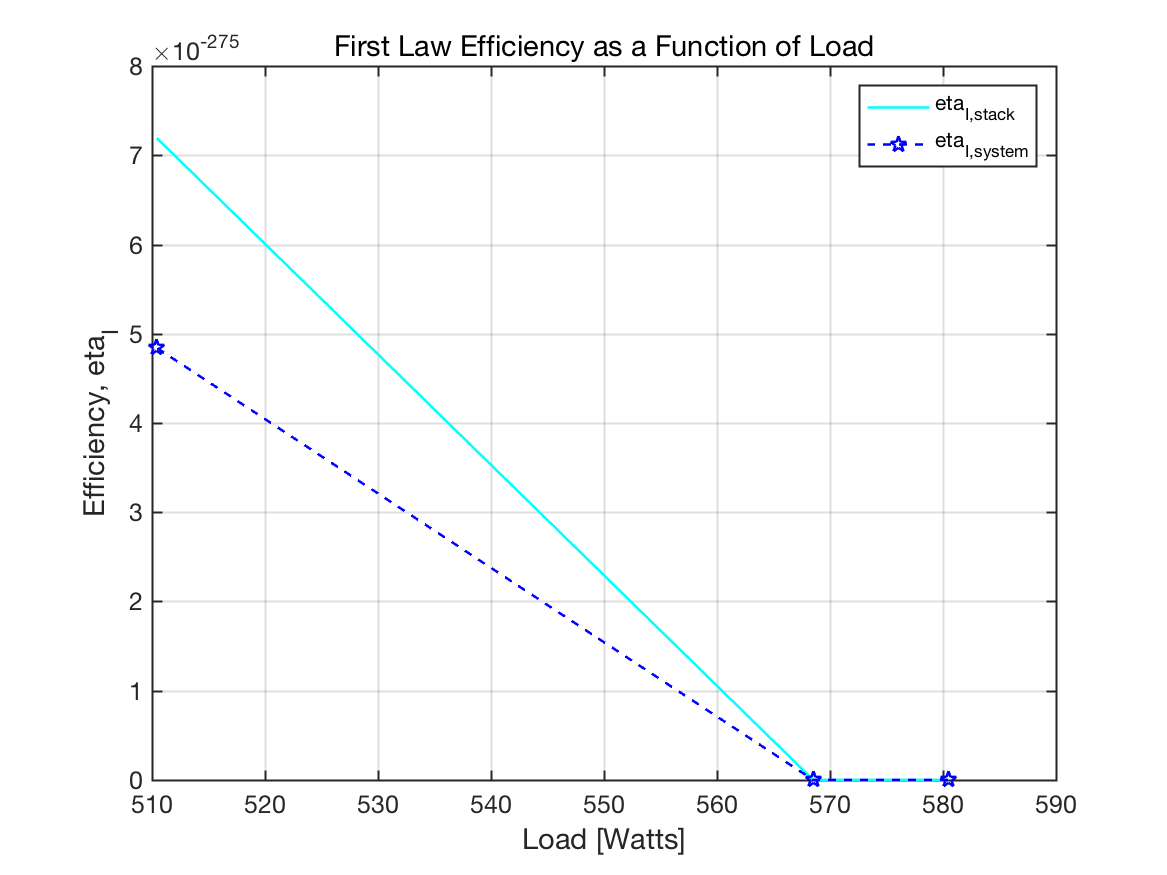 First Law Efficiency as a Function of Load
×10^-275
8
7
6
5
4
3
2
1
0
Efficiency, eta_I
eta_I,stack
eta_I,system
510 520 530 540 550 560 570 580 590
Load [Watts]